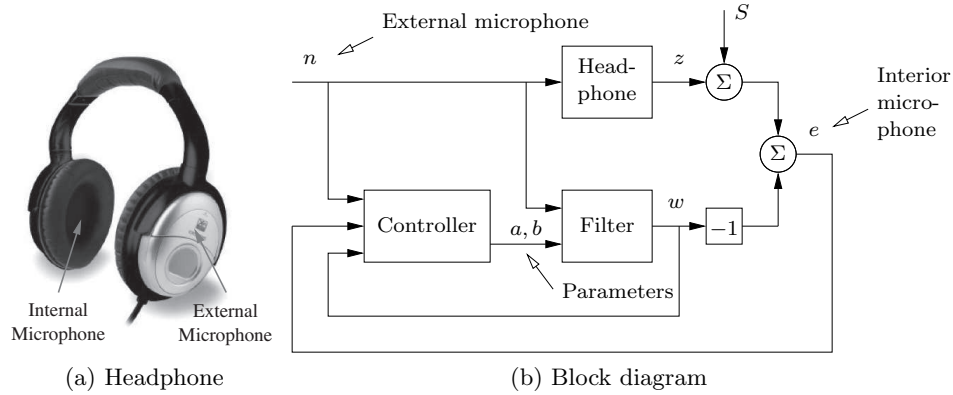 Internal
Microphone
External
Microphone
(a) Headphone
External microphone
n
Head-
phone
z
S
Σ
Interior
micro-
phone
e
Σ
Controller
a, b
Filter
w
−1
Parameters
(b) Block diagram